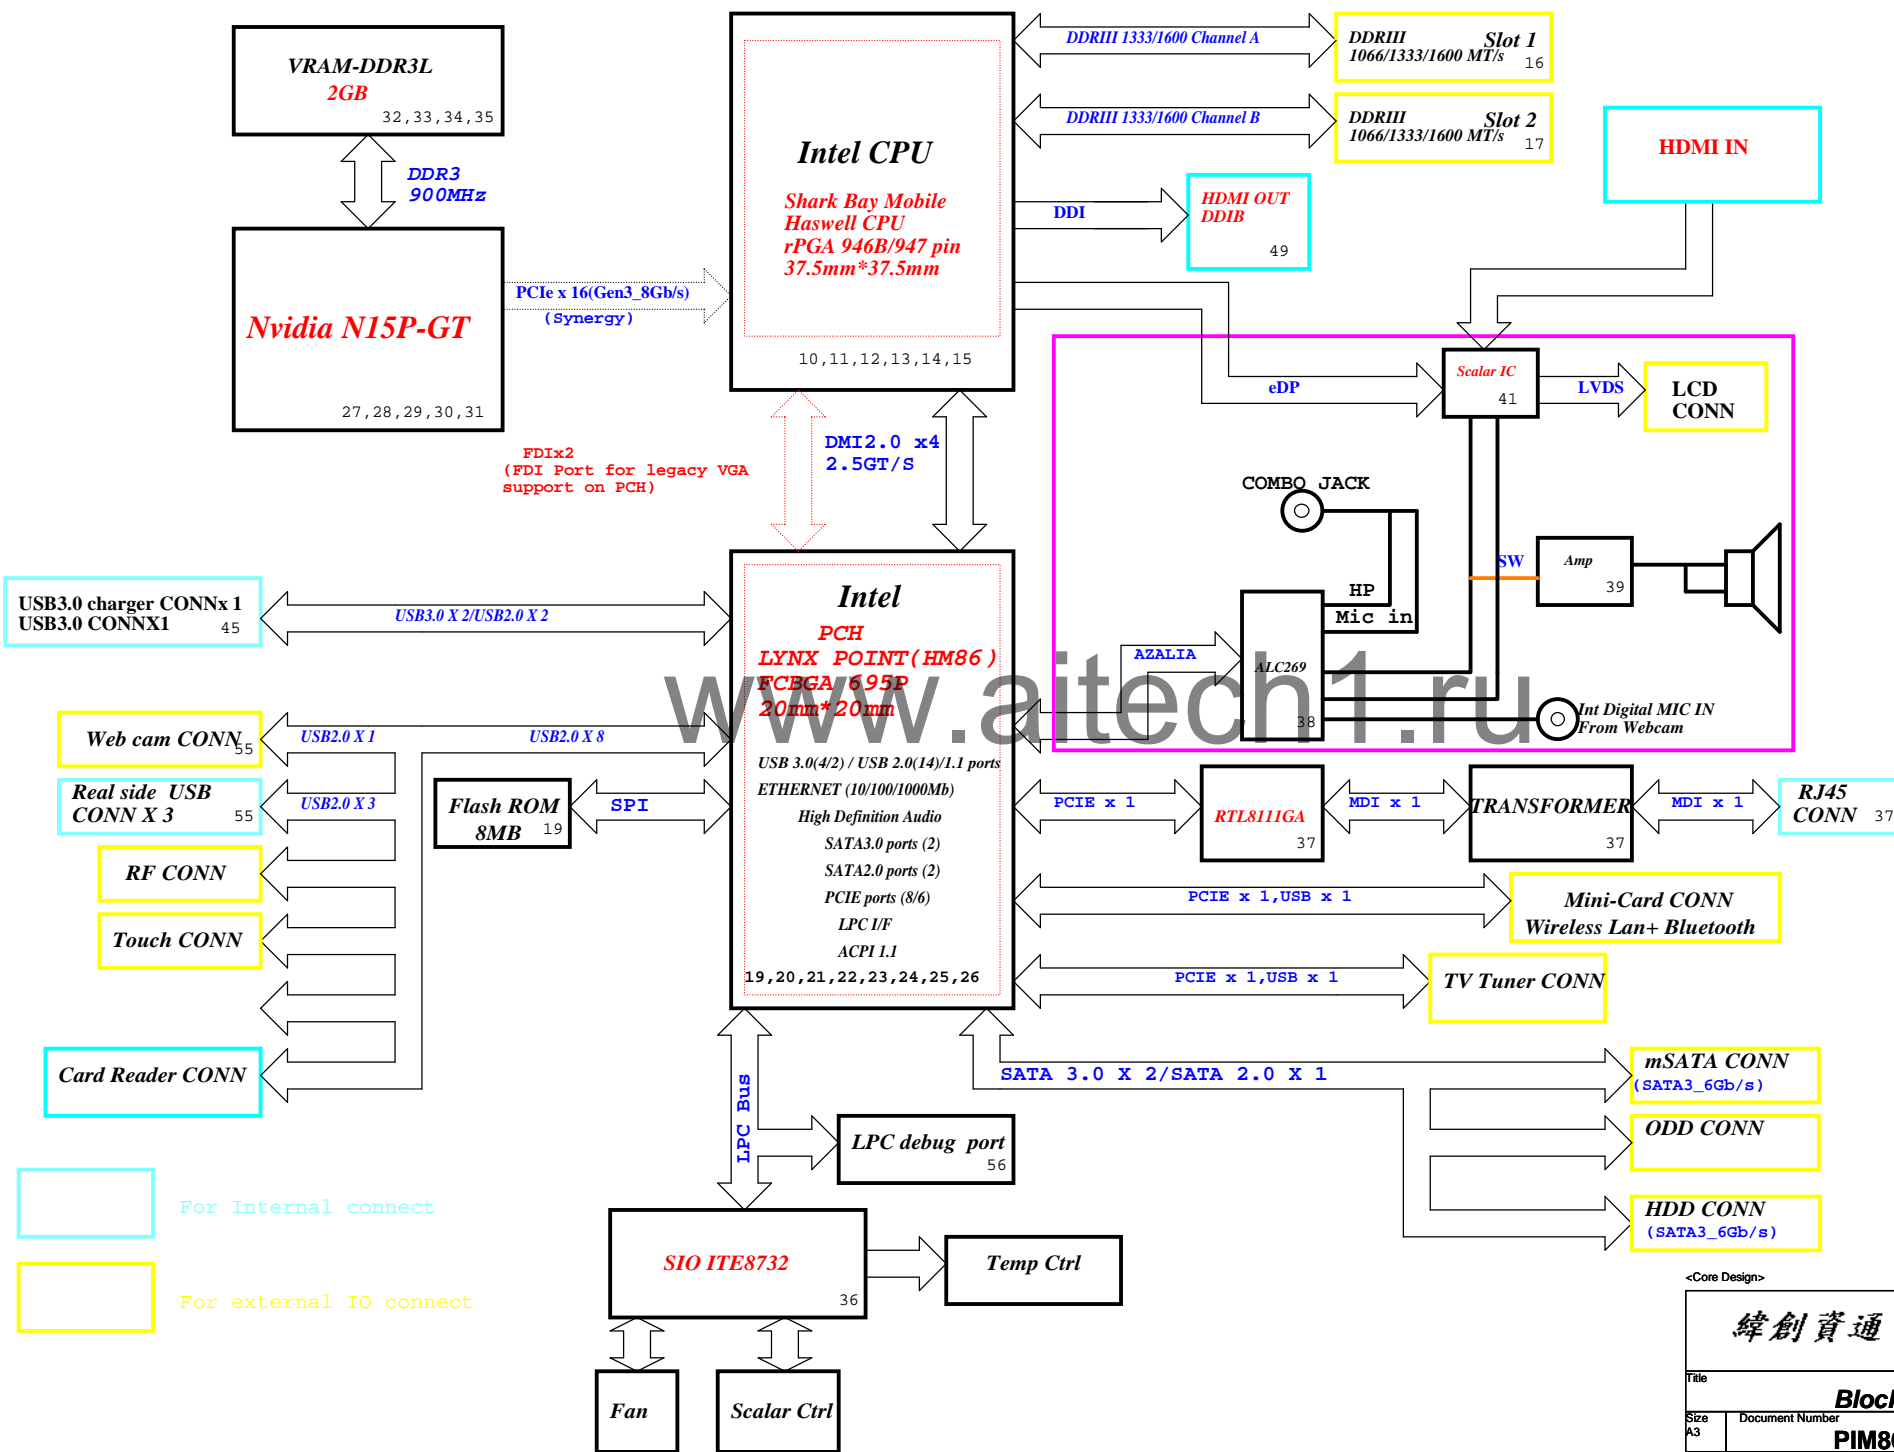 VRAM-DDR3L
2GB
32,33,34,35
DDR3
900MHz
Nvidia N15P-GT
27,28,29,30,31
PCIe x 16(Gen3_8Gb/s)
(Synergy)
Intel CPU
Shark Bay Mobile
Haswell CPU
rPGA 946B/947 pin
37.5mm*37.5mm
10,11,12,13,14,15
DDRIII 1333/1600 Channel A
DDRIII Slot 1
1066/1333/1600 MT/s 16
DDRIII 1333/1600 Channel B
DDRIII Slot 2
1066/1333/1600 MT/s 17
DDI
HDMI OUT
DDIB
49
HDMI IN
eDP
Scalar IC
41
LVDS
LCD
CONN
FDIx2
(FDI Port for legacy VGA
support on PCH)
DMI2.0 x4
2.5GT/S
COMBO JACK
HP
Mic in
SW
Amp
39
AZALIA
ALC269
38
Int Digital MIC IN
From Webcam
USB3.0 charger CONNx 1
USB3.0 CONNX1 45
USB3.0 X 2/USB2.0 X 2
Intel
PCH
LYNX POINT(HM86)
FCBGA 695P
20mm*20mm
USB 3.0(4/2) / USB 2.0(14)/1.1 ports
ETHERNET (10/100/1000Mb)
High Definition Audio
SATA3.0 ports (2)
SATA2.0 ports (2)
PCIE ports (8/6)
LPC I/F
ACPI 1.1
19,20,21,22,23,24,25,26
www.aitech1.ru
Web cam CONN 55
USB2.0 X 1
USB2.0 X 8
Real side USB
CONN X 3 55
USB2.0 X 3
Flash ROM
8MB 19
SPI
RF CONN
Touch CONN
Card Reader CONN
PCIE x 1
RTL8111GA
37
MDI x 1
TRANSFORMER
37
MDI x 1
RJ45
CONN 37
PCIE x 1,USB x 1
Mini-Card CONN
Wireless Lan+ Bluetooth
PCIE x 1,USB x 1
TV Tuner CONN
SATA 3.0 X 2/SATA 2.0 X 1
mSATA CONN
(SATA3_6Gb/s)
ODD CONN
HDD CONN
(SATA3_6Gb/s)
LPC Bus
LPC debug port
56
For Internal connect
For external IO connect
SIO ITE8732
36
Temp Ctrl
Fan
Scalar Ctrl
<Core Design>
緯創資通
Title
Block
Size
A3
Document Number
PIM86